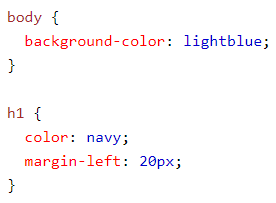 body {
  background-color: lightblue;
}

h1 {
  color: navy;
  margin-left: 20px;
}